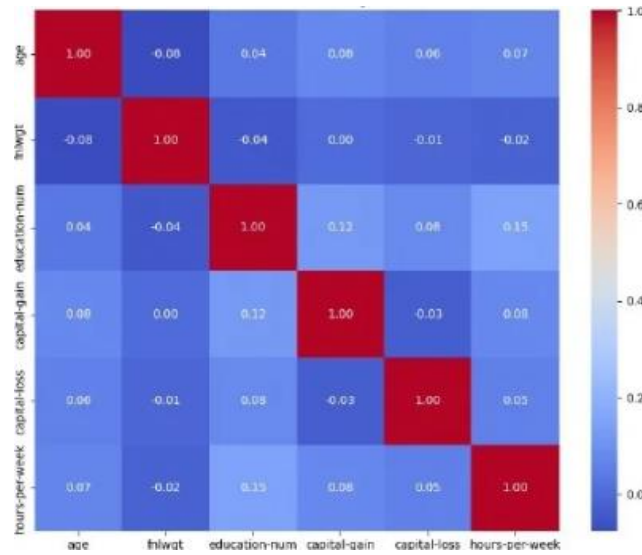 1.0
age 1.00 -0.08 0.04 0.08 0.06 0.07
0.8
fnlwgt -0.08 1.00 -0.04 0.00 -0.01 -0.02
0.6
education-num 0.04 -0.04 1.00 0.12 0.08 0.15
capital-gain 0.08 0.00 0.12 1.00 -0.03 0.08
0.4
capital-loss 0.06 -0.01 0.08 -0.03 1.00 0.05
0.2
hours-per-week 0.07 -0.02 0.15 0.08 0.05 1.00
0.0
age fnlwgt education-num capital-gain capital-loss hours-per-week